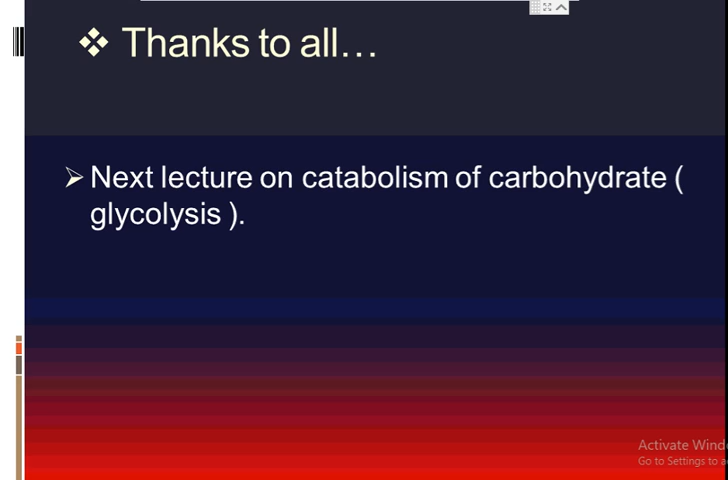 Thanks to all…
Next lecture on catabolism of carbohydrate (
glycolysis ).
Activate Wind
Go to Settings to a